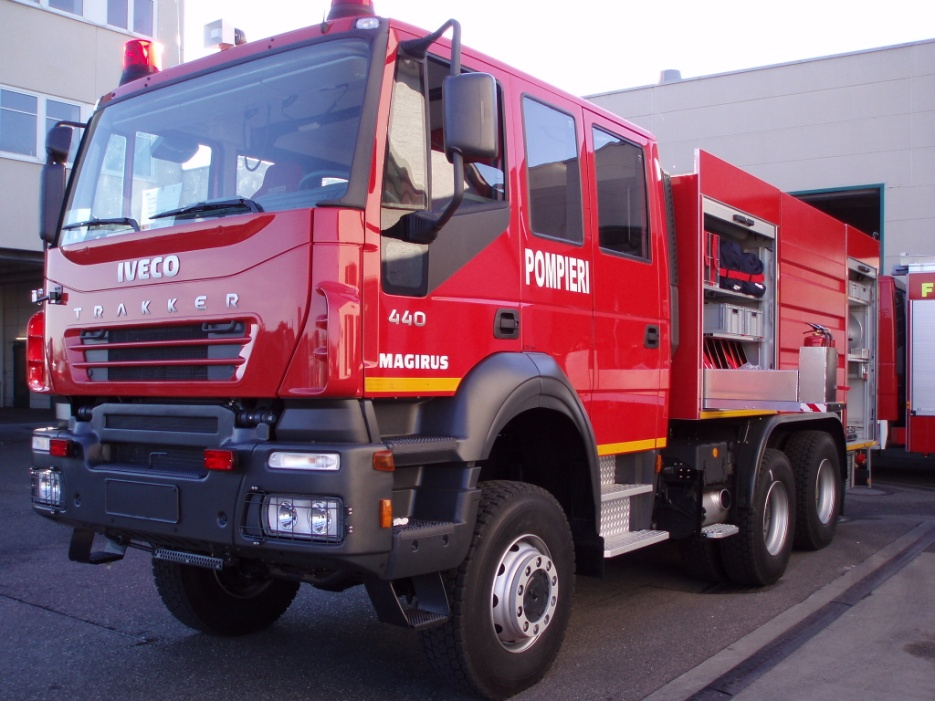 IVECO
TRAKKER
440
MAGIRUS
POMPIERI
F